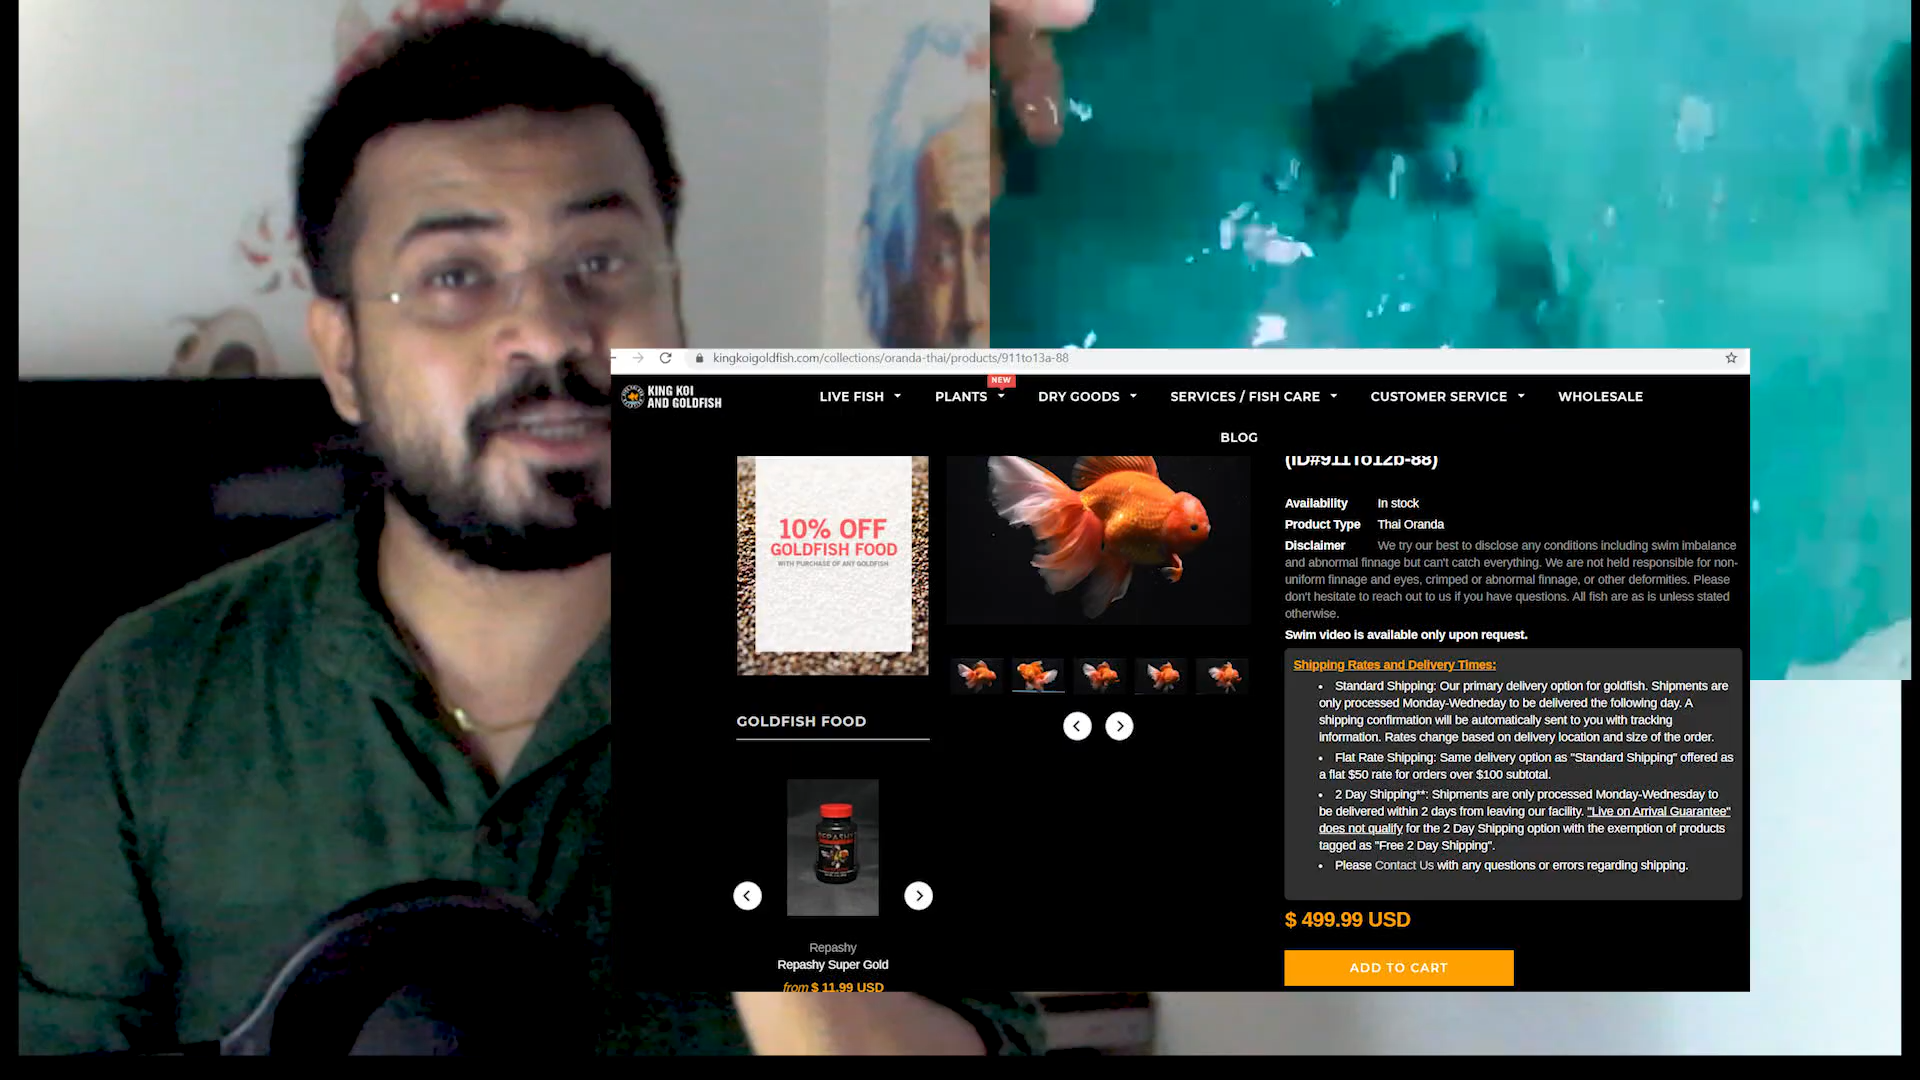 kingkoigoldfish.com/collections/oranda-thai/products/911to13a-88
KING KOI
AND GOLDFISH
NEW
LIVE FISH
PLANTS
DRY GOODS
SERVICES / FISH CARE
CUSTOMER SERVICE
WHOLESALE
BLOG
10% OFF
GOLDFISH FOOD
WITH PURCHASE OF ANY GOLDFISH
GOLDFISH FOOD
REPASHY
Repashy
Repashy Super Gold
from $ 11.99 USD
(ID#911To12b-88)
Availability In stock
Product Type Thai Oranda
Disclaimer We try our best to disclose any conditions including swim imbalance
and abnormal finnage but can't catch everything. We are not held responsible for non-
uniform finnage and eyes, crimped or abnormal finnage, or other deformities. Please
don't hesitate to reach out to us if you have questions. All fish are as is unless stated
otherwise.
Swim video is available only upon request.
Shipping Rates and Delivery Times:
• Standard Shipping: Our primary delivery option for goldfish. Shipments are
only processed Monday-Wedneday to be delivered the following day. A
shipping confirmation will be automatically sent to you with tracking
information. Rates change based on delivery location and size of the order.
• Flat Rate Shipping: Same delivery option as "Standard Shipping" offered as
a flat $50 rate for orders over $100 subtotal.
• 2 Day Shipping**: Shipments are only processed Monday-Wednesday to
be delivered within 2 days from leaving our facility. "Live on Arrival Guarantee"
does not qualify for the 2 Day Shipping option with the exemption of products
tagged as "Free 2 Day Shipping".
• Please Contact Us with any questions or errors regarding shipping.
$ 499.99 USD
ADD TO CART